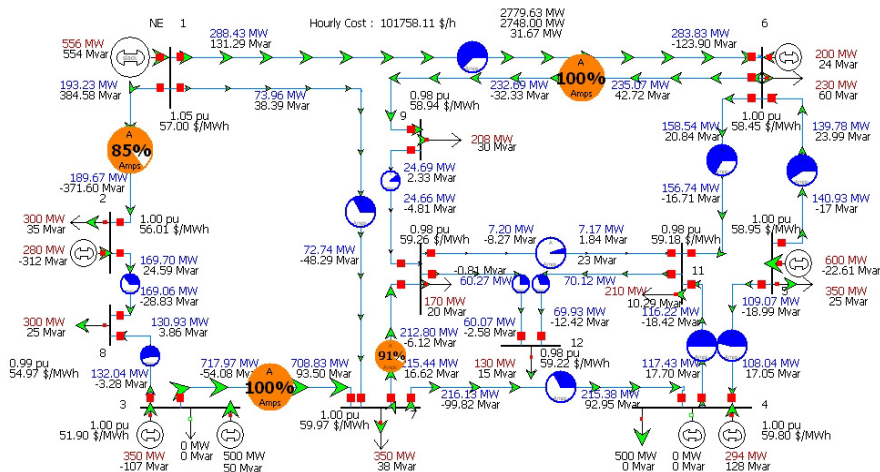 NE 1
Hourly Cost : 101758.11 $/h
2779.63 MW
2748.00 MW
31.67 MW
6
556 MW
554 Mvar
288.43 MW
131.29 Mvar
283.83 MW
-123.90 Mvar
200 MW
24 Mvar
A
100%
Amps
193.23 MW
384.58 Mvar
73.96 MW
38.39 Mvar
232.69 MW
-32.33 Mvar
235.07 MW
42.72 Mvar
230 MW
60 Mvar
1.05 pu
57.00 $/MWh
0.98 pu
58.94 $/MWh
9
1.00 pu
58.45 $/MWh
A
85%
Amps
208 MW
30 Mvar
158.54 MW
20.84 Mvar
139.78 MW
23.99 Mvar
189.67 MW
-371.60 Mvar
24.69 MW
2.33 Mvar
24.66 MW
-4.81 Mvar
156.74 MW
-16.71 Mvar
140.93 MW
-17 Mvar
2
300 MW
35 Mvar
1.00 pu
56.01 $/MWh
280 MW
-312 Mvar
72.74 MW
-48.29 Mvar
0.98 pu
59.26 $/MWh
7.20 MW
-8.27 Mvar
7.17 MW
1.84 Mvar
0.98 pu
59.18 $/MWh
1.00 pu
58.95 $/MWh
169.70 MW
24.59 Mvar
23 Mvar
-0.81 Mvar
60.27 MW
70.12 MW
11
600 MW
-22.61 Mvar
5
169.06 MW
-28.83 Mvar
170 MW
20 Mvar
210 MW
10.29 Mvar
109.07 MW
-18.99 Mvar
350 MW
25 Mvar
300 MW
25 Mvar
8
130.93 MW
3.86 Mvar
212.80 MW
-6.12 Mvar
60.07 MW
-2.58 Mvar
69.93 MW
-12.42 Mvar
12
116.22 MW
-18.42 Mvar
0.99 pu
54.97 $/MWh
132.04 MW
-3.28 Mvar
717.97 MW
-54.08 Mvar
A
100%
Amps
708.83 MW
93.50 Mvar
91%
Amps
215.44 MW
16.62 Mvar
130 MW
15 Mvar
0.98 pu
59.22 $/MWh
117.43 MW
17.70 Mvar
108.04 MW
17.05 Mvar
216.13 MW
-99.82 Mvar
215.38 MW
92.95 Mvar
3
1.00 pu
51.90 $/MWh
1.00 pu
59.97 $/MWh
7
4
1.00 pu
59.80 $/MWh
350 MW
-107 Mvar
0 MW
0 Mvar
500 MW
50 Mvar
350 MW
38 Mvar
500 MW
0 Mvar
0 MW
0 Mvar
294 MW
128 Mvar